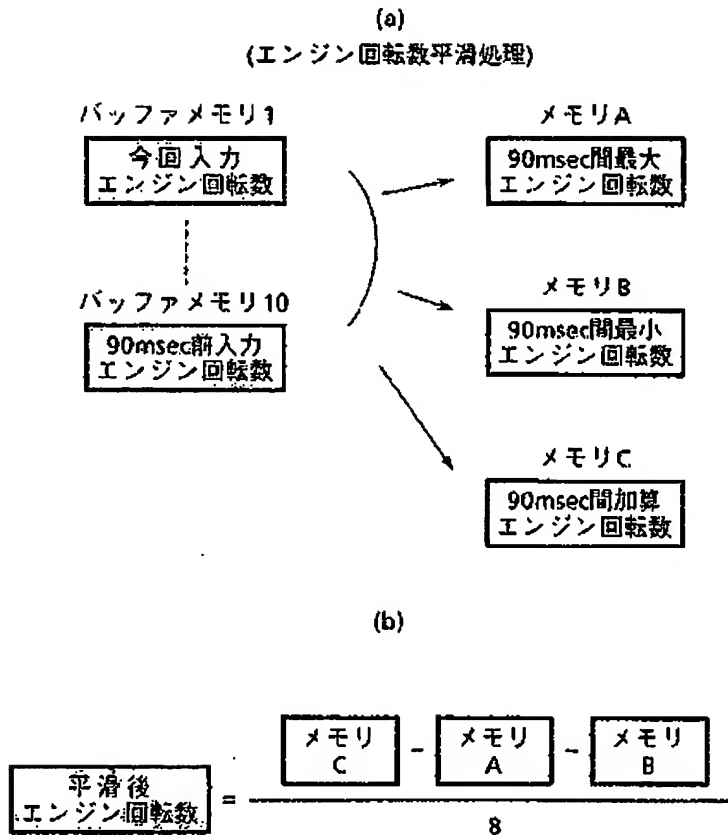 (a)
(エンジン回転数平滑処理)
バッファメモリ1
今回入力
エンジン回転数
バッファメモリ10
90msec前入力
エンジン回転数
メモリA
90msec間最大
エンジン回転数
メモリB
90msec間最小
エンジン回転数
メモリC
90msec間加算
エンジン回転数
(b)
平滑後
エンジン回転数
=
メモリ
C
-
メモリ
A
-
メモリ
B
8